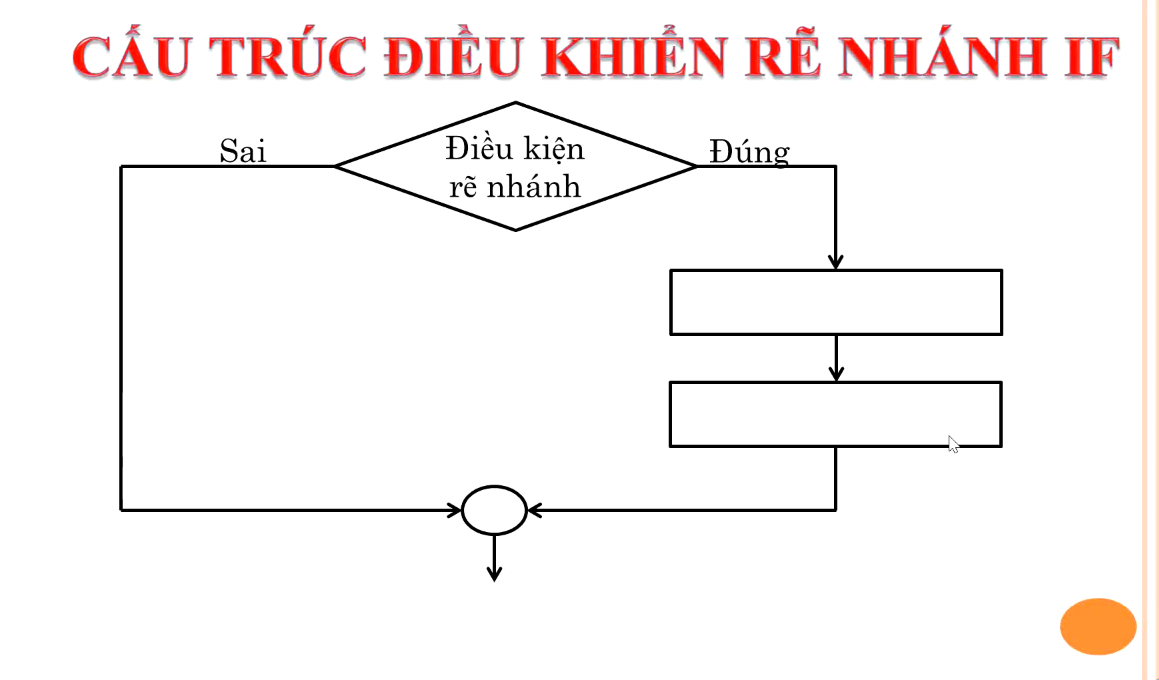 CẤU TRÚC ĐIỀU KHIỂN RẼ NHÁNH IF
Sai
Điều kiện
rẽ nhánh
Đúng